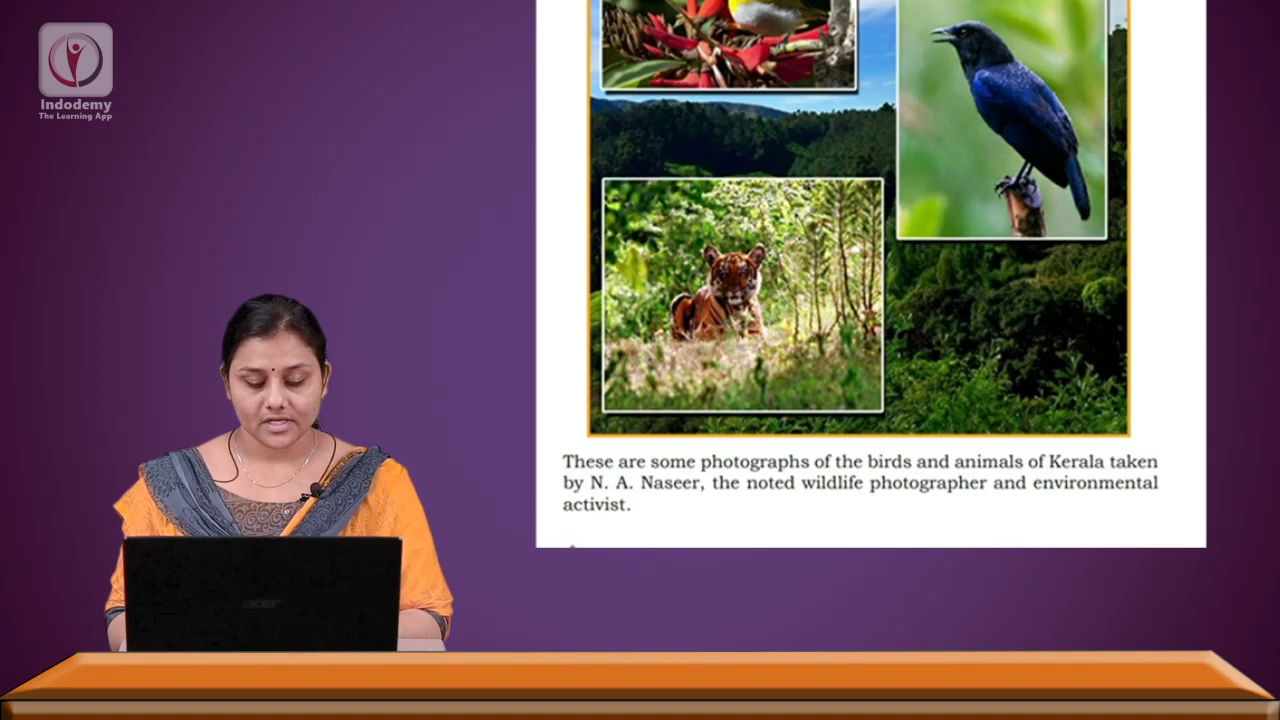 Indodemy
The Learning App
These are some photographs of the birds and animals of Kerala taken
by N. A. Naseer, the noted wildlife photographer and environmental
activist.
acer